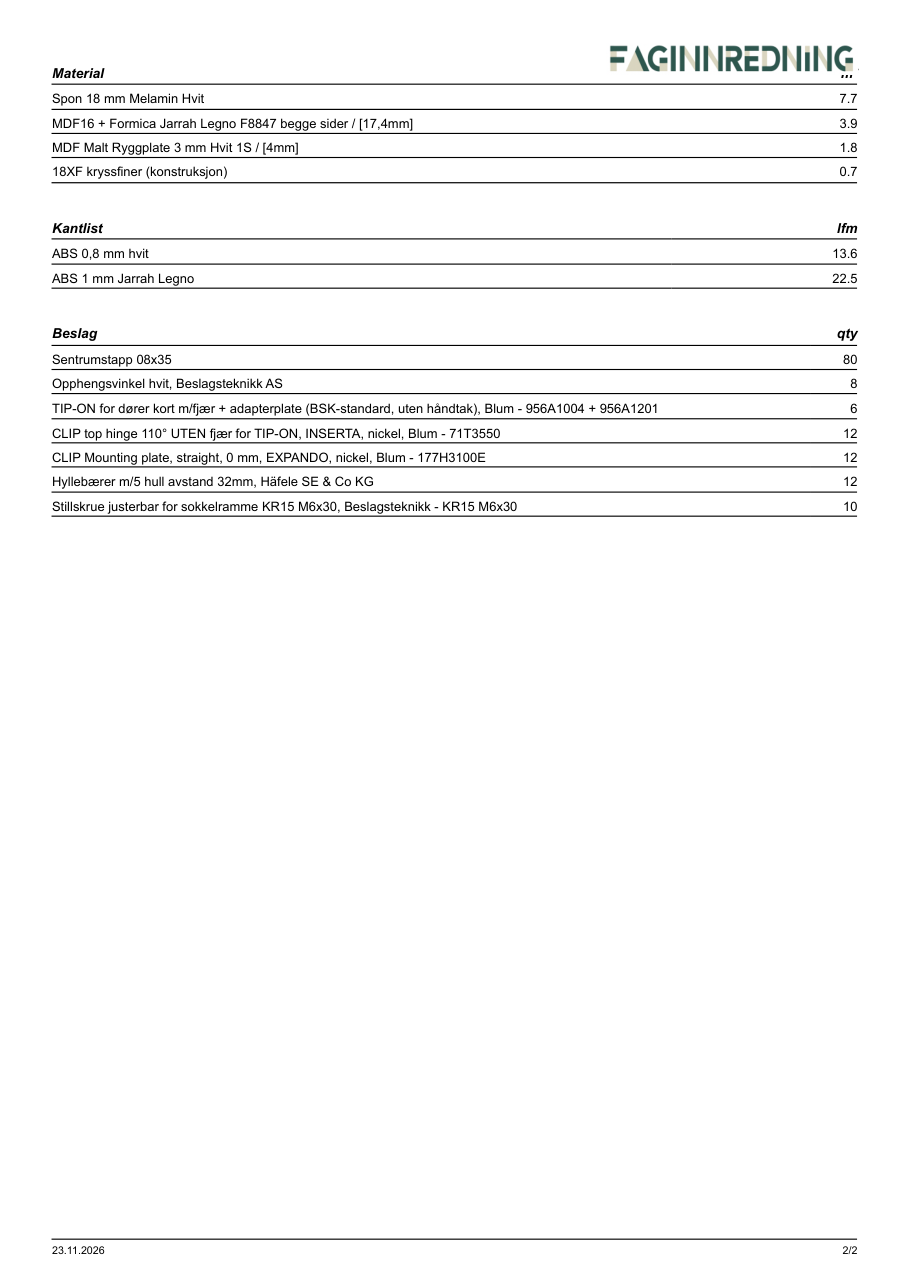 FAGINNREDNING
Material
Spon 18 mm Melamin Hvit 7.7
MDF16 + Formica Jarrah Legno F8847 begge sider / [17,4mm] 3.9
MDF Malt Ryggplate 3 mm Hvit 1S / [4mm] 1.8
18XF kryssfiner (konstruksjon) 0.7
Kantlist lfm
ABS 0,8 mm hvit 13.6
ABS 1 mm Jarrah Legno 22.5
Beslag qty
Sentrumstapp 08x35 80
Opphengsvinkel hvit, Beslagsteknikk AS 8
TIP-ON for dører kort m/fjær + adapterplate (BSK-standard, uten håndtak), Blum - 956A1004 + 956A1201 6
CLIP top hinge 110° UTEN fjær for TIP-ON, INSERTA, nickel, Blum - 71T3550 12
CLIP Mounting plate, straight, 0 mm, EXPANDO, nickel, Blum - 177H3100E 12
Hyllebærer m/5 hull avstand 32mm, Häfele SE & Co KG 12
Stillskrue justerbar for sokkelramme KR15 M6x30, Beslagsteknikk - KR15 M6x30 10
23.11.2026 2/2